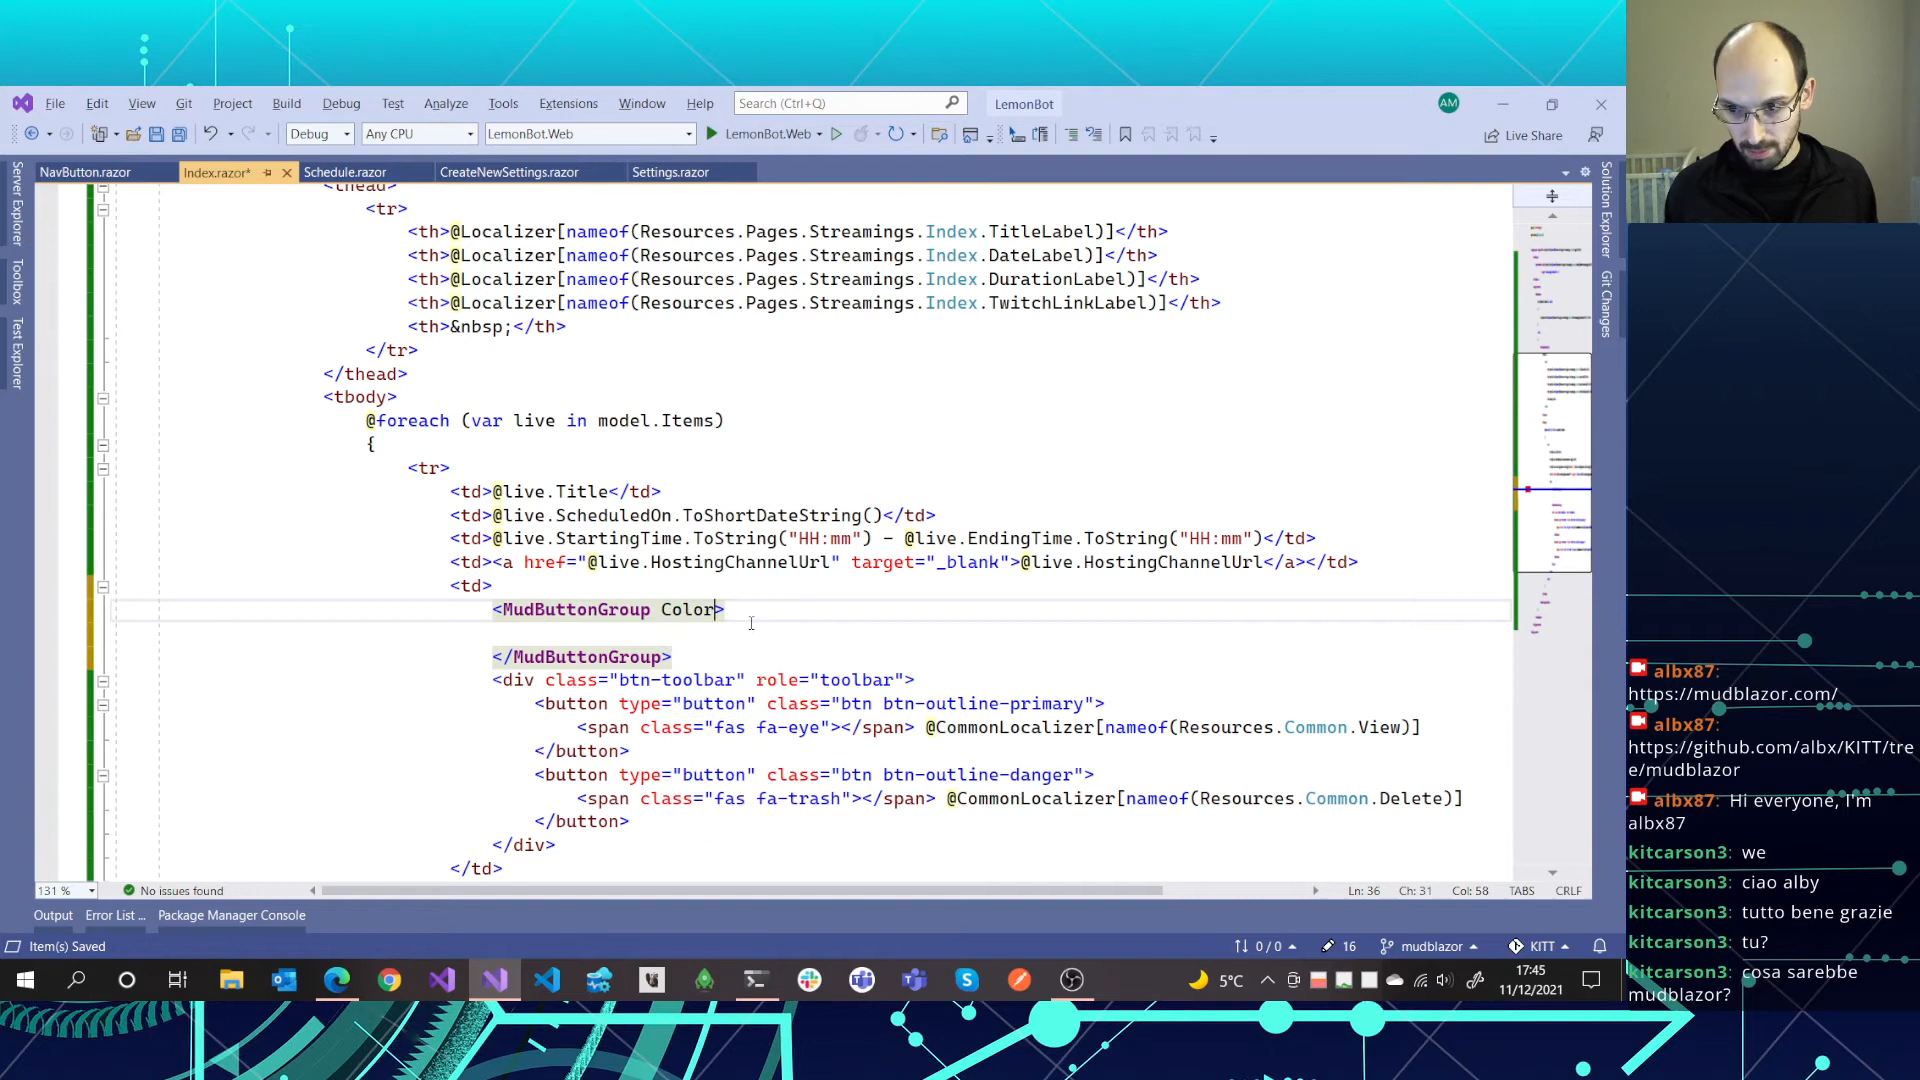 File Edit View Git Project Build Debug Test Analyze Tools Extensions Window Help Search (Ctrl+Q) LemonBot AM
Debug Any CPU LemonBot.Web LemonBot.Web Live Share
NavButton.razor Index.razor* Schedule.razor CreateNewSettings.razor Settings.razor
Server Explorer
Toolbox
Test Explorer
Solution Explorer
Git Changes
<thead>
<tr>
<th>@Localizer[nameof(Resources.Pages.Streamings.Index.TitleLabel)]</th>
<th>@Localizer[nameof(Resources.Pages.Streamings.Index.DateLabel)]</th>
<th>@Localizer[nameof(Resources.Pages.Streamings.Index.DurationLabel)]</th>
<th>@Localizer[nameof(Resources.Pages.Streamings.Index.TwitchLinkLabel)]</th>
<th>&nbsp;</th>
</tr>
</thead>
<tbody>
@foreach (var live in model.Items)
{
<tr>
<td>@live.Title</td>
<td>@live.ScheduledOn.ToShortDateString()</td>
<td>@live.StartingTime.ToString("HH:mm") - @live.EndingTime.ToString("HH:mm")</td>
<td><a href="@live.HostingChannelUrl" target="_blank">@live.HostingChannelUrl</a></td>
<td>
<MudButtonGroup Color>
</MudButtonGroup>
<div class="btn-toolbar" role="toolbar">
<button type="button" class="btn btn-outline-primary">
<span class="fas fa-eye"></span> @CommonLocalizer[nameof(Resources.Common.View)]
</button>
<button type="button" class="btn btn-outline-danger">
<span class="fas fa-trash"></span> @CommonLocalizer[nameof(Resources.Common.Delete)]
</button>
</div>
</td>
131 % No issues found Ln: 36 Ch: 31 Col: 58 TABS CRLF
Output Error List ... Package Manager Console
Item(s) Saved 0 / 0 16 mudblazor KITT
5°C 17:45
11/12/2021
albx87:
https://mudblazor.com/
albx87:
https://github.com/albx/KITT/tre
e/mudblazor
albx87: Hi everyone, I'm
albx87
kitcarson3: we
kitcarson3: ciao alby
kitcarson3: tutto bene grazie
kitcarson3: tu?
kitcarson3: cosa sarebbe
mudblazor?